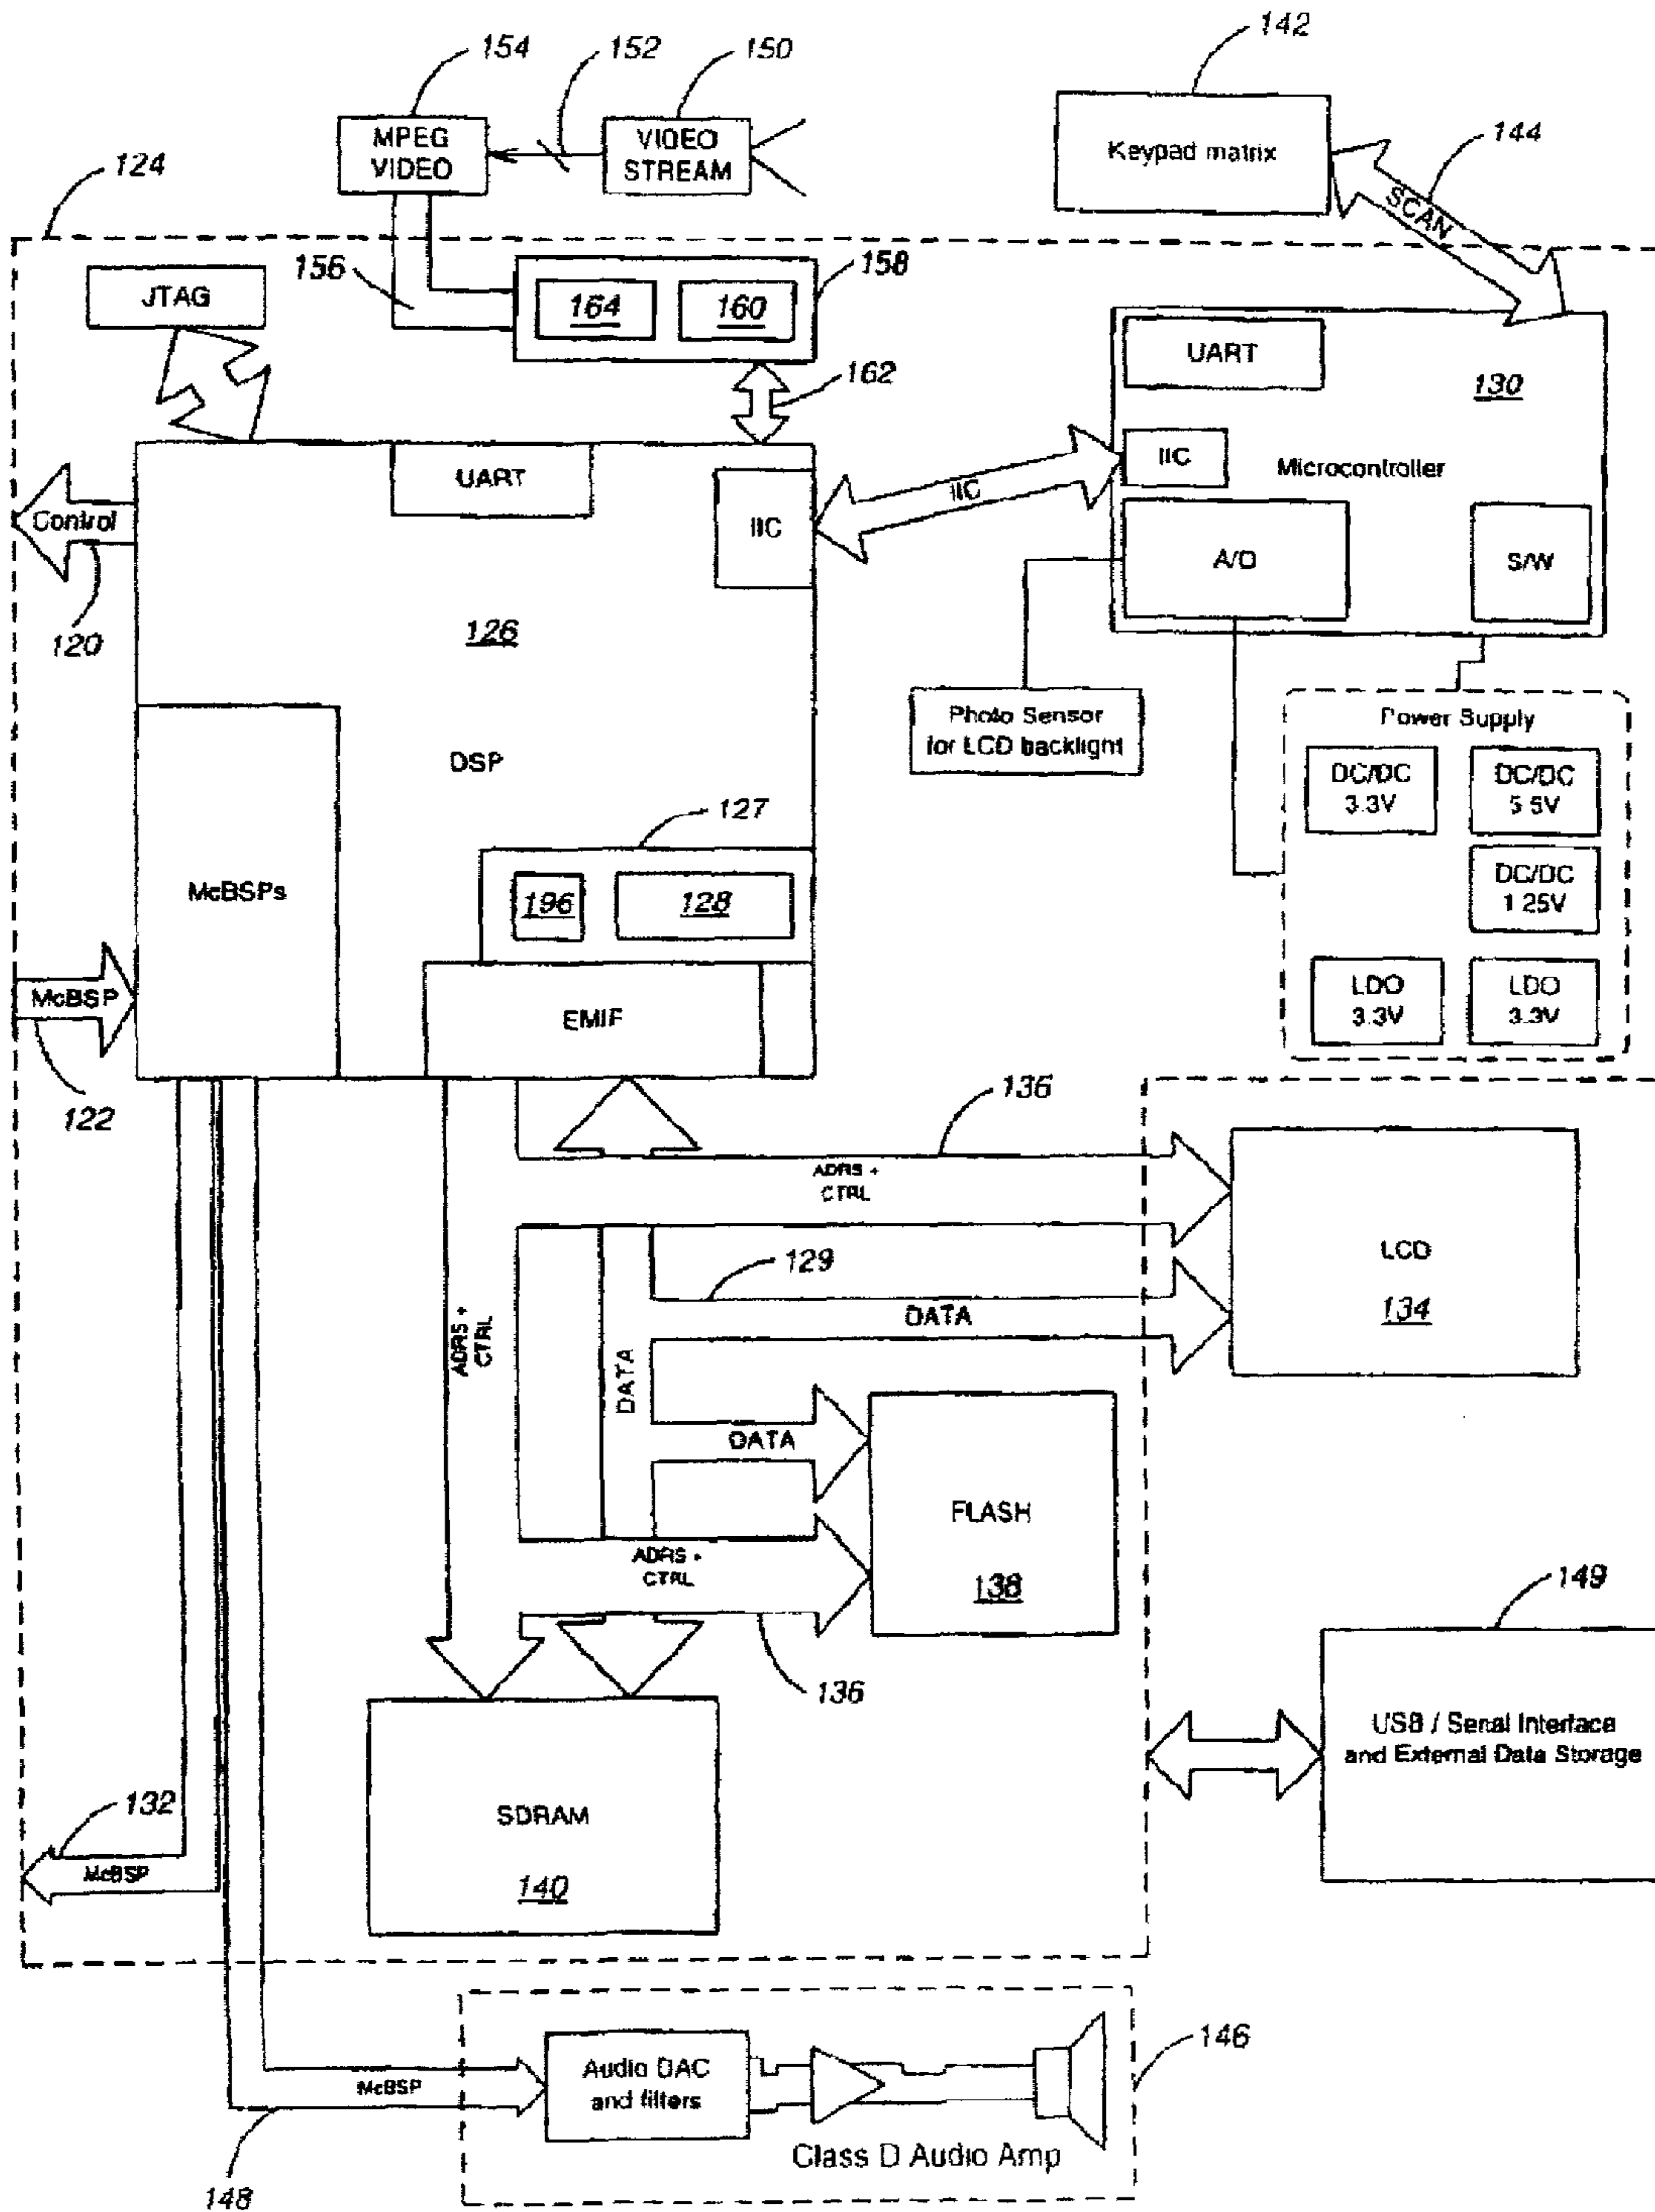 154
152
150
142
MPEG
VIDEO
VIDEO
STREAM
Keypad matrix
144
SCAN
124
156
158
JTAG
164
160
162
UART
130
IIC
Microcontroller
UART
IIC
IIC
Control
A/D
S/W
120
126
Photo Sensor
for LCD backlight
Power Supply
DSP
DC/DC
3.3V
DC/DC
5 5V
127
McBSPs
196
128
DC/DC
1 25V
McBSP
EMIF
LDO
3.3V
LDO
3.3V
122
136
ADRS +
CTRL
LCD
134
129
DATA
ADRS +
CTRL
DATA
DATA
FLASH
138
ADRS +
CTRL
136
149
USB / Serial Interface
and External Data Storage
SDRAM
140
132
McBSP
146
Audio DAC
and filters
McBSP
Class D Audio Amp
148